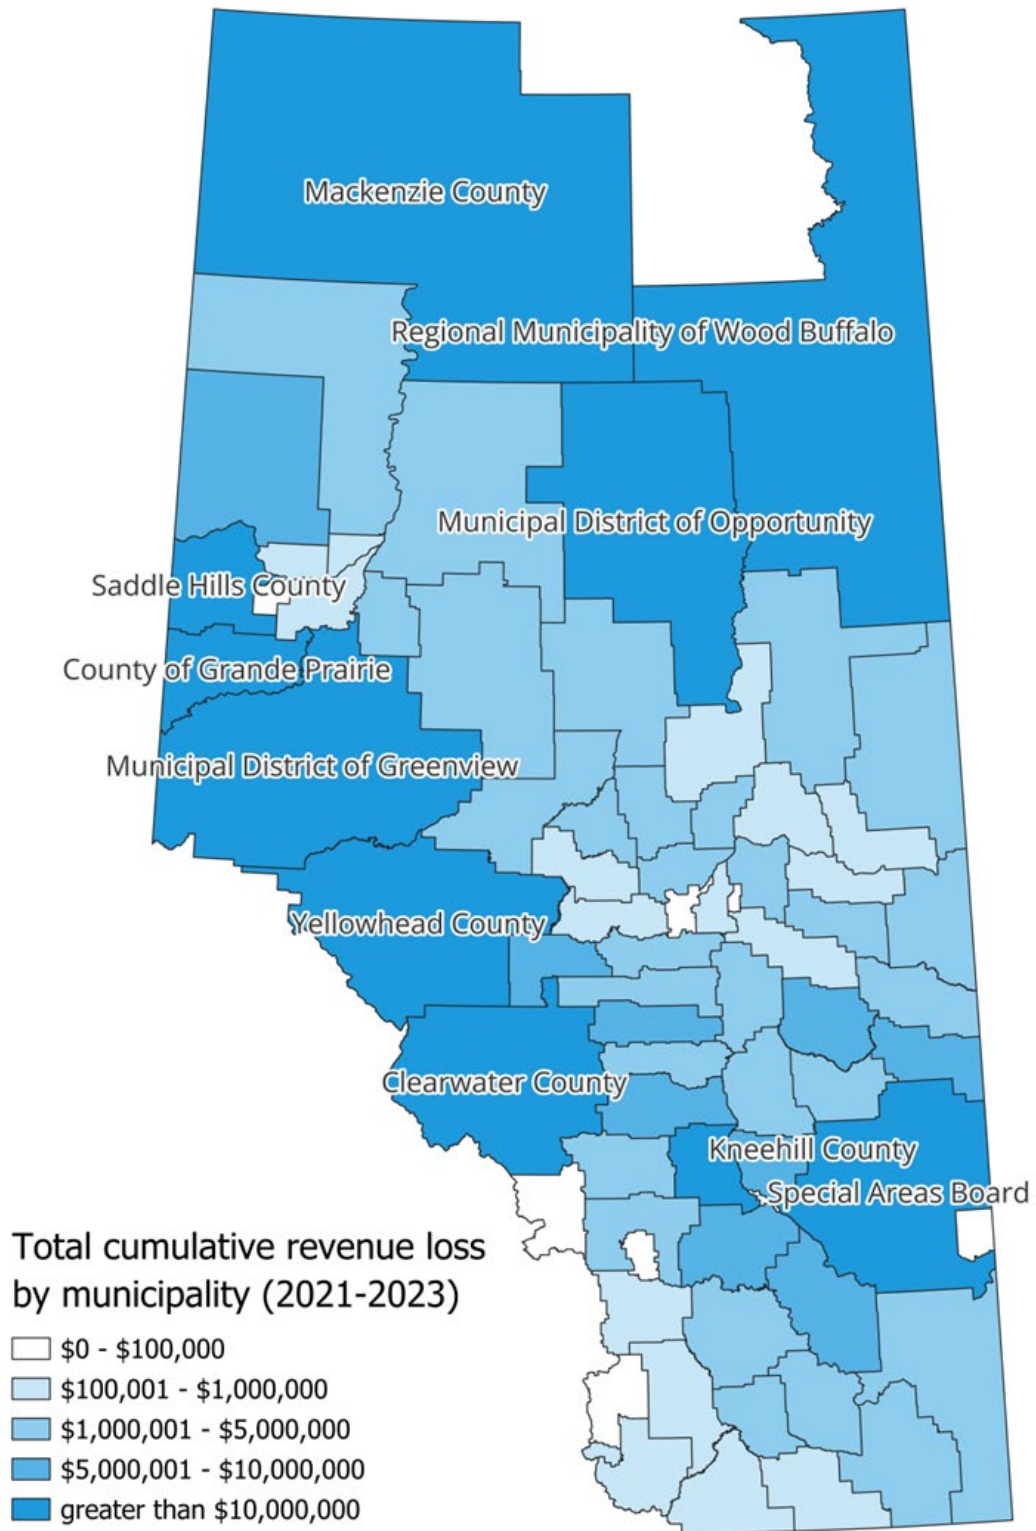 Mackenzie County
Regional Municipality of Wood Buffalo
Municipal District of Opportunity
Saddle Hills County
County of Grande Prairie
Municipal District of Greenview
Yellowhead County
Clearwater County
Kneehill County
Special Areas Board
Total cumulative revenue loss
by municipality (2021-2023)
$0 - $100,000
$100,001 - $1,000,000
$1,000,001 - $5,000,000
$5,000,001 - $10,000,000
greater than $10,000,000